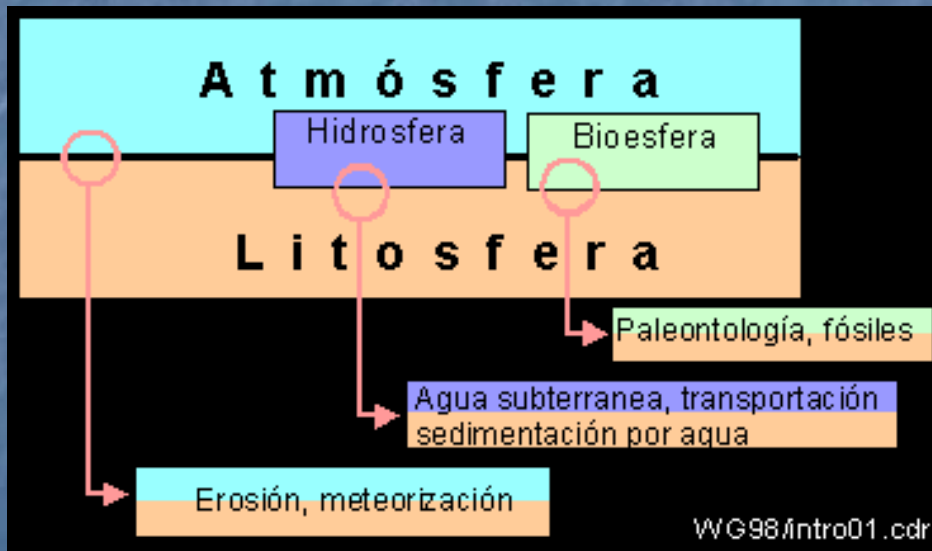 Atmósfera
Hidrosfera
Bioesfera
Litosfera
Paleontología, fósiles
Agua subterranea, transportación
sedimentación por agua
Erosión, meteorización
WG98/intro01.cdr